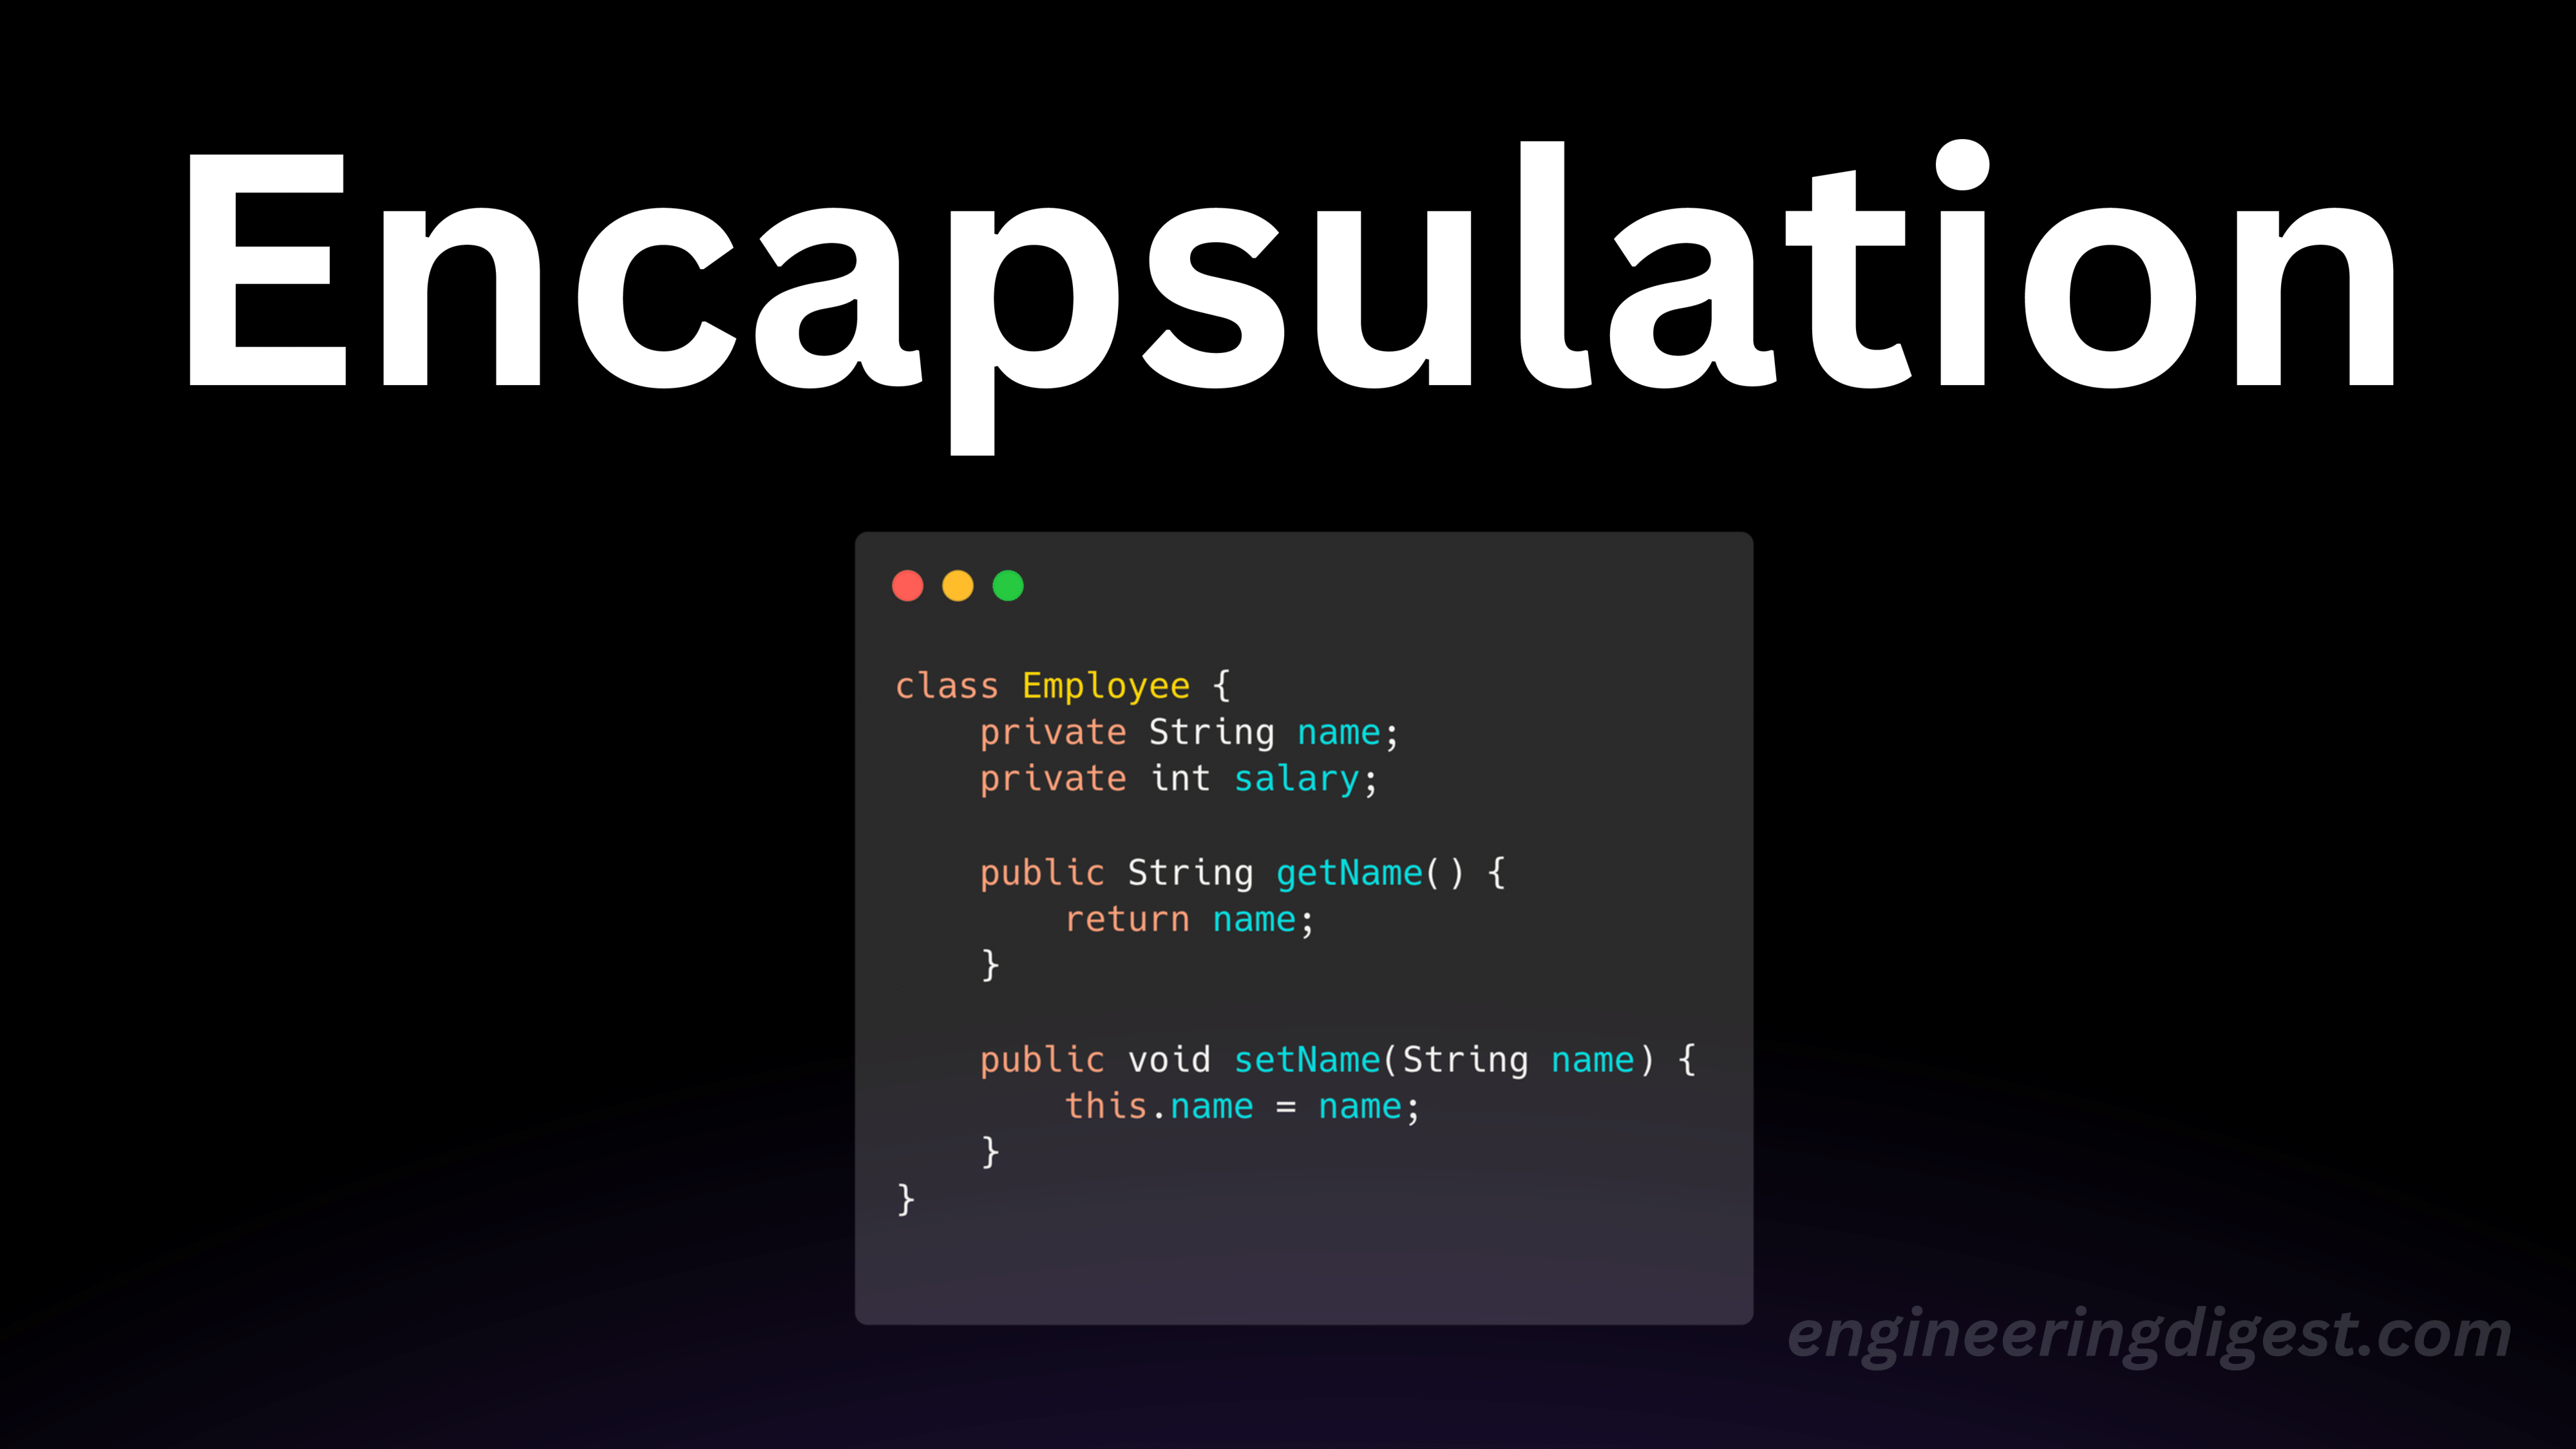 Encapsulation
class Employee {
    private String name;
    private int salary;

    public String getName() {
        return name;
    }

    public void setName(String name) {
        this.name = name;
    }
}
engineeringdigest.com